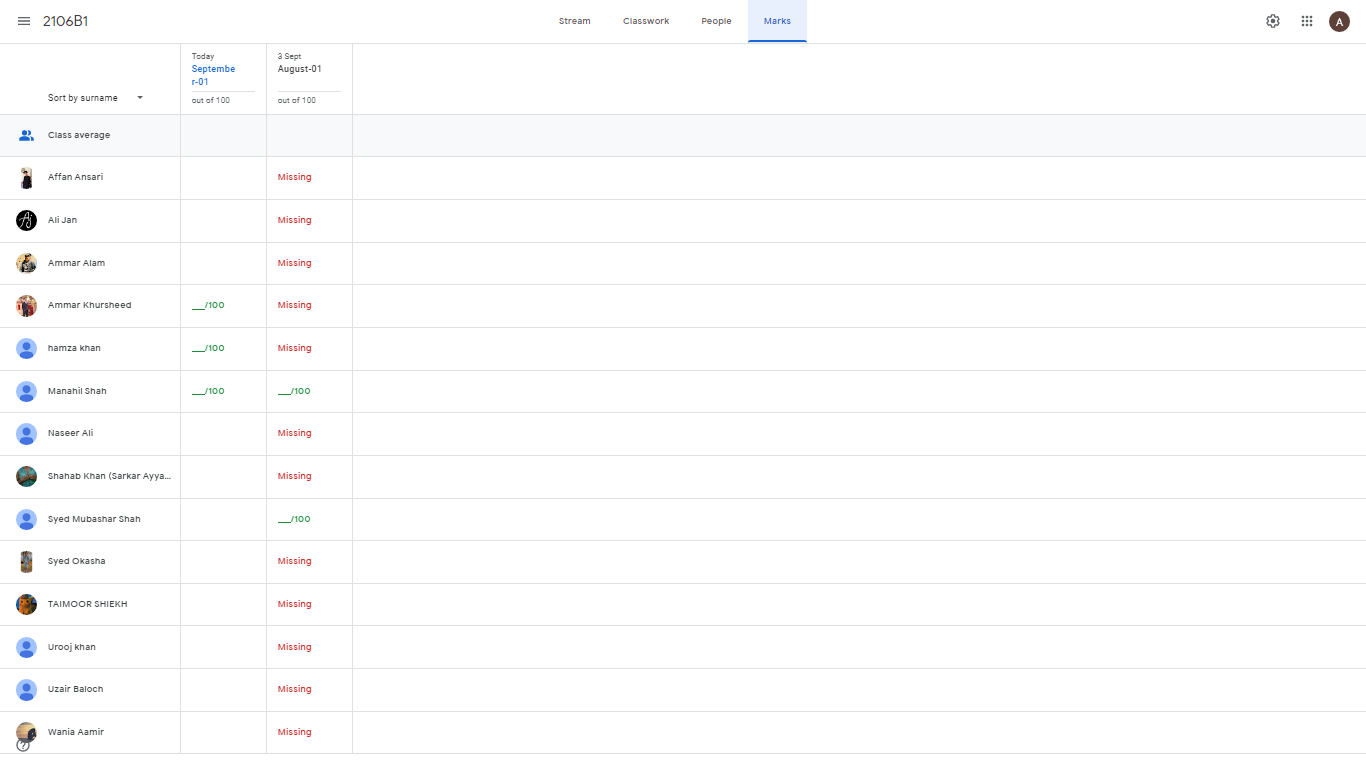 2106B1
Stream
Classwork
People
Marks
A
Today
3 Sept
Septembe
r-01
August-01
Sort by surname
out of 100
out of 100
Class average
Affan Ansari
Missing
Ali Jan
Missing
Ammar Alam
Missing
Ammar Khursheed
___/100
Missing
hamza khan
___/100
Missing
Manahil Shah
___/100
___/100
Naseer Ali
Missing
Shahab Khan (Sarkar Ayya...
Missing
Syed Mubashar Shah
___/100
Syed Okasha
Missing
TAIMOOR SHIEKH
Missing
Urooj khan
Missing
Uzair Baloch
Missing
Wania Aamir
Missing